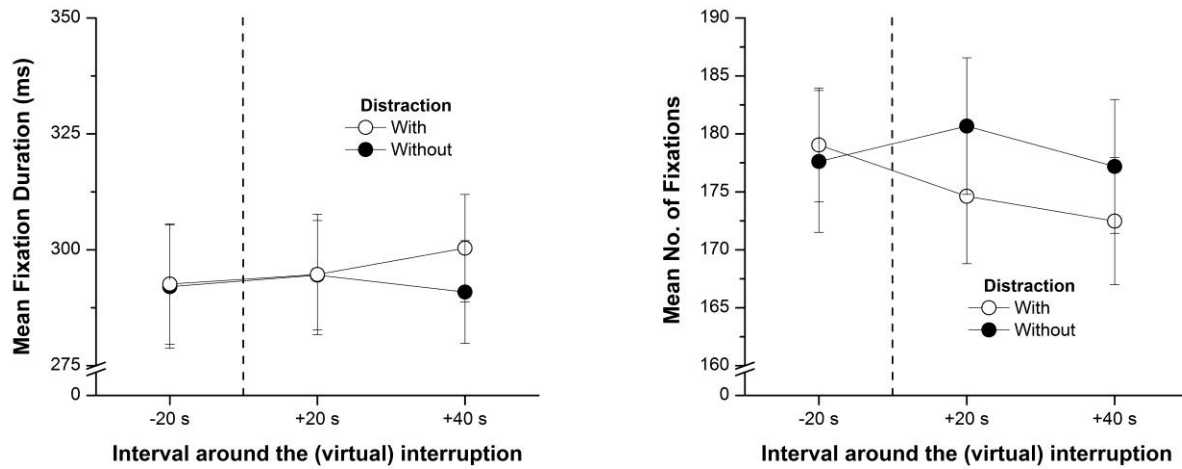 Mean Fixation Duration (ms)
350
325
300
275
0
Distraction
With
Without
-20 s +20 s +40 s
Interval around the (virtual) interruption
Mean No. of Fixations
190
185
180
175
170
165
160
0
Distraction
With
Without
-20 s +20 s +40 s
Interval around the (virtual) interruption